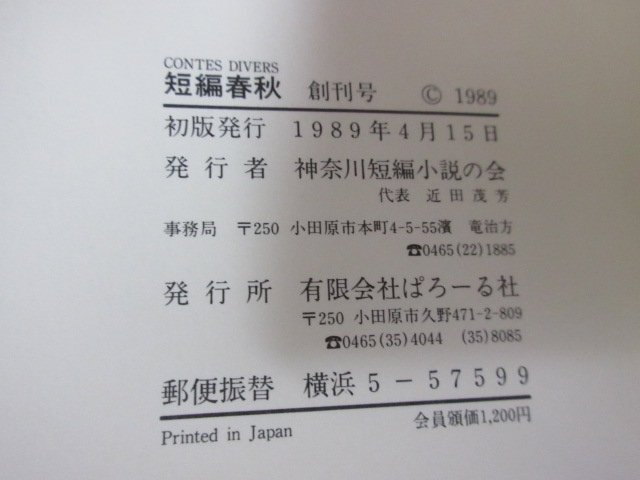 CONTES DIVERS
短編春秋 創刊号 © 1989
初版発行 1989年4月15日
発行者 神奈川短編小説の会
代表 近田茂芳
事務局 〒250 小田原市本町4-5-55濱 竜治方
☎0465(22)1885
発行所 有限会社ぱろーる社
〒250 小田原市久野471-2-809
☎0465(35)4044 (35)8085
郵便振替 横浜5-57599
会員頒価1,200円
Printed in Japan